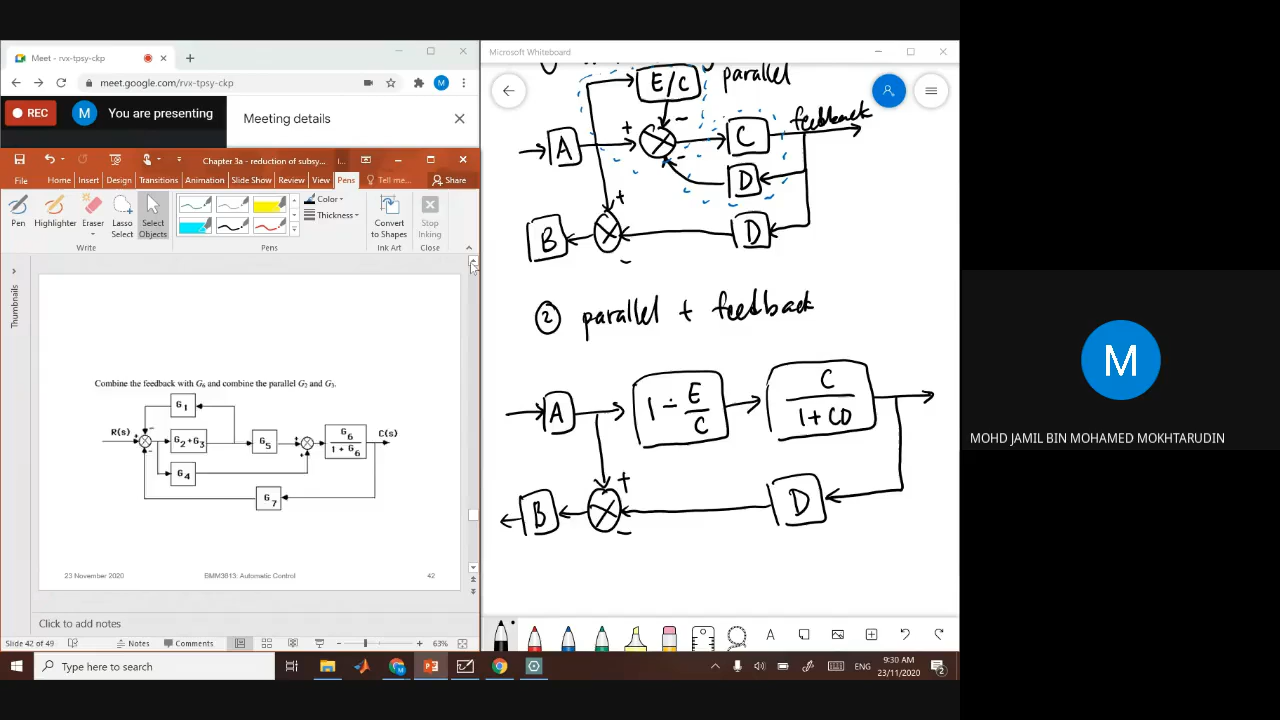 Meet - rvx-tpsy-ckp
meet.google.com/rvx-tpsy-ckp
M
REC
M
You are presenting
Meeting details
Chapter 3a - reduction of subsy...
File
Home
Insert
Design
Transitions
Animation
Slide Show
Review
View
Pens
Tell me
Share
Pen
Highlighter
Eraser
Lasso Select
Select Objects
Color
Thickness
Convert to Shapes
Stop Inking
Write
Pens
Ink Art
Close
Thumbnails
Combine the feedback with G6 and combine the parallel G2 and G3.
G1
R(s)
+
-
-
G2+G3
G5
+
+
G6
1 + G6
C(s)
G4
G7
23 November 2020
BMM3813: Automatic Control
42
Click to add notes
Slide 42 of 49
Notes
Comments
63%
Microsoft Whiteboard
E/C
parallel
-
+
A
C
feedback
-
D
+
B
D
-
② parallel + feedback
A
1 - E/C
C
1 + CD
+
B
D
-
A
M
MOHD JAMIL BIN MOHAMED MOKHTARUDIN
Type here to search
ENG
9:30 AM
23/11/2020
2